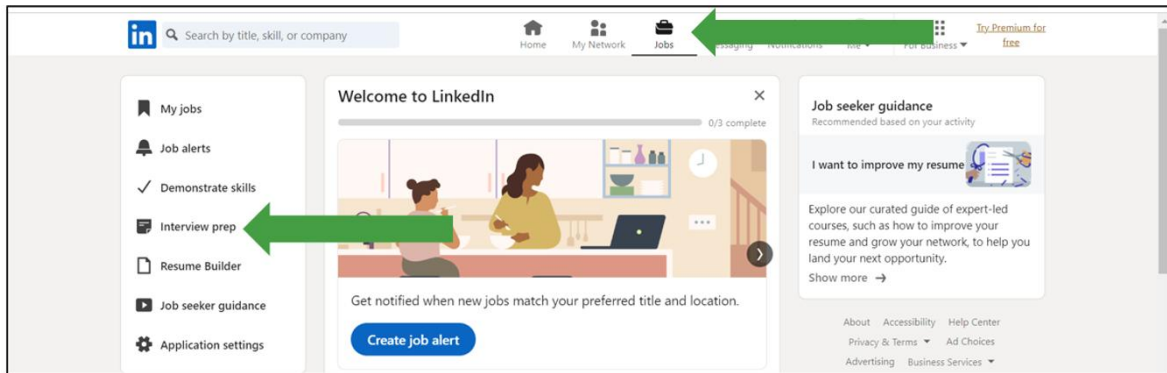 in
Search by title, skill, or company
Home
My Network
Jobs
Notifications
For Business
Try Premium for
free
My jobs
Job alerts
Demonstrate skills
Interview prep
Resume Builder
Job seeker guidance
Application settings
Welcome to LinkedIn
0/3 complete
Get notified when new jobs match your preferred title and location.
Create job alert
Job seeker guidance
Recommended based on your activity
I want to improve my resume
Explore our curated guide of expert-led
courses, such as how to improve your
resume and grow your network, to help you
land your next opportunity.
Show more →
About Accessibility Help Center
Privacy & Terms Ad Choices
Advertising Business Services